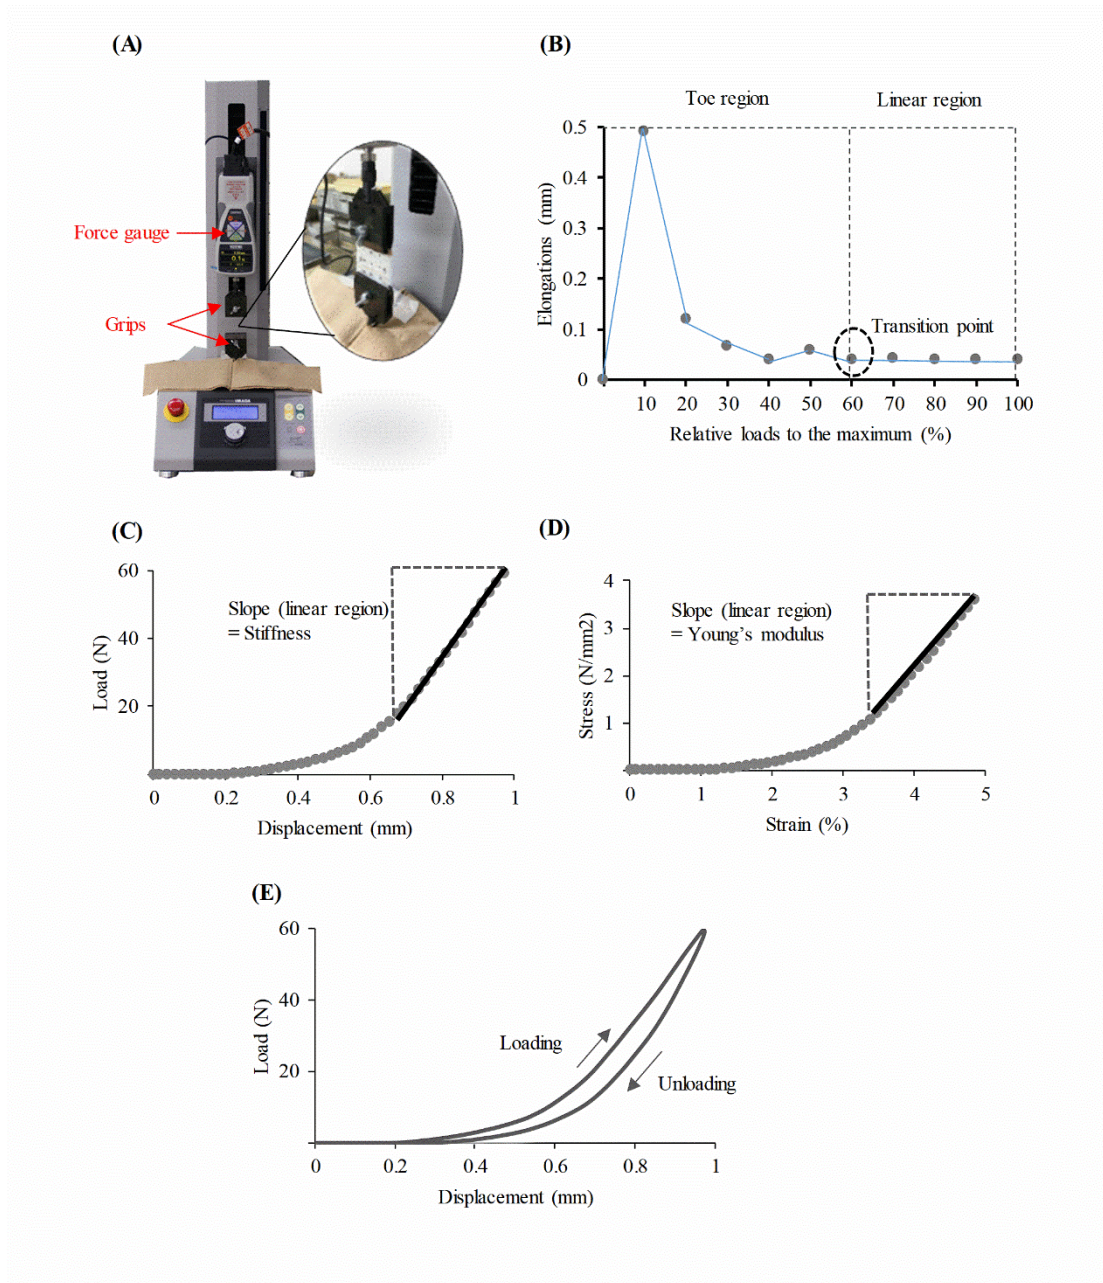 (A)
Force gauge
Grips
(B)
Toe region
Linear region
0.5
0.4
0.3
0.2
0.1
0
Elongations (mm)
Transition point
10 20 30 40 50 60 70 80 90 100
Relative loads to the maximum (%)
(C)
60
40
20
0
Load (N)
Slope (linear region)
= Stiffness
0 0.2 0.4 0.6 0.8 1
Displacement (mm)
(D)
4
3
2
1
Stress (N/mm2)
Slope (linear region)
= Young's modulus
0 1 2 3 4 5
Strain (%)
(E)
60
40
20
Load (N)
Loading
Unloading
0 0.2 0.4 0.6 0.8 1
Displacement (mm)